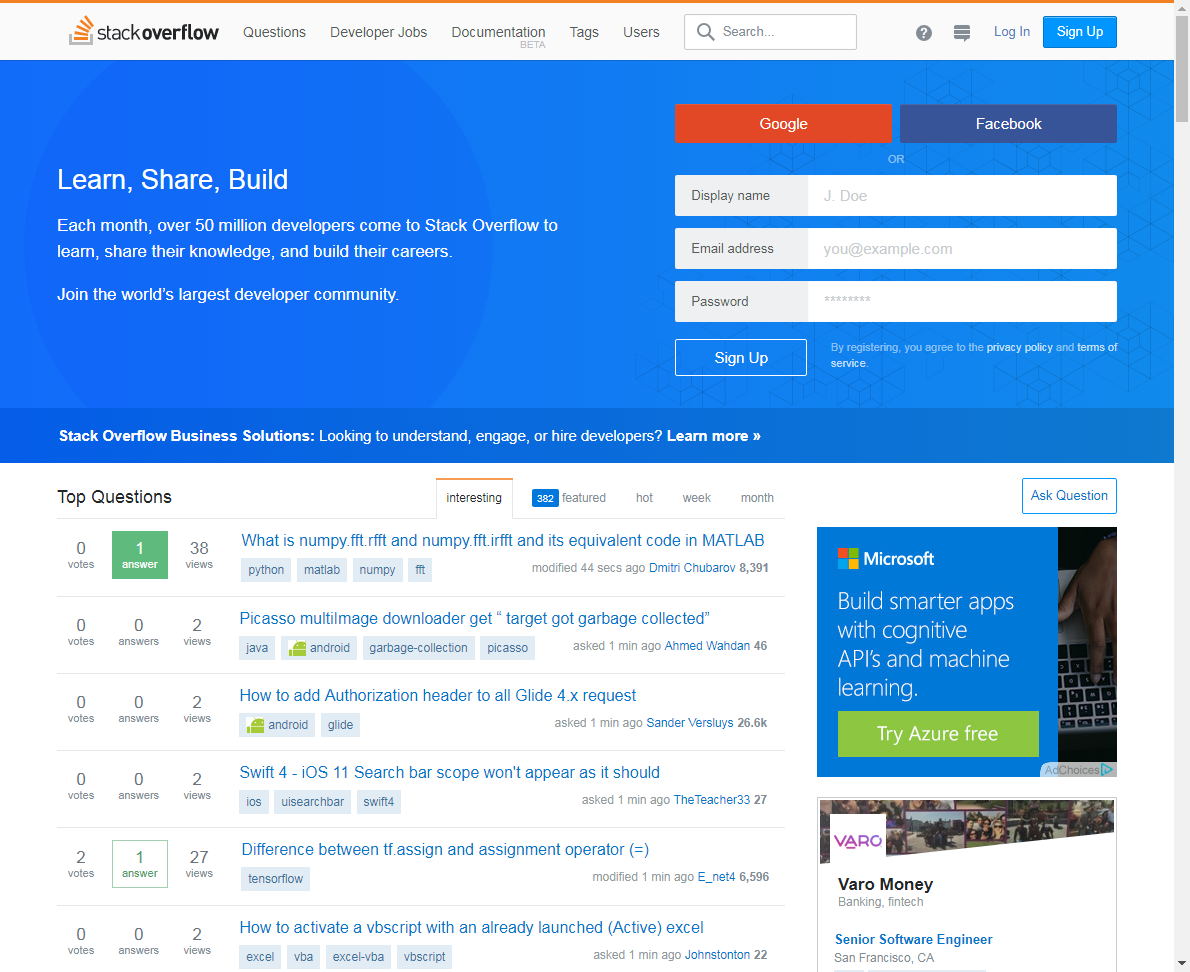 stackoverflow Questions Developer Jobs Documentation Tags Users Search... ? Log In Sign Up
BETA
Google Facebook
OR
Display name J. Doe
Email address you@example.com
Password ********
Sign Up By registering, you agree to the privacy policy and terms of
service.
Learn, Share, Build
Each month, over 50 million developers come to Stack Overflow to
learn, share their knowledge, and build their careers.
Join the world’s largest developer community.
Stack Overflow Business Solutions: Looking to understand, engage, or hire developers? Learn more »
Top Questions interesting 382 featured hot week month
Ask Question
0 1 38 What is numpy.fft.rfft and numpy.fft.irfft and its equivalent code in MATLAB
votes answer views
python matlab numpy fft modified 44 secs ago Dmitri Chubarov 8,391
0 0 2 Picasso multiImage downloader get “ target got garbage collected”
votes answers views
java android garbage-collection picasso asked 1 min ago Ahmed Wahdan 46
0 0 2 How to add Authorization header to all Glide 4.x request
votes answers views
android glide asked 1 min ago Sander Versluys 26.6k
0 0 2 Swift 4 - iOS 11 Search bar scope won't appear as it should
votes answers views
ios uisearchbar swift4 asked 1 min ago TheTeacher33 27
2 1 27 Difference between tf.assign and assignment operator (=)
votes answer views
tensorflow modified 1 min ago E_net4 6,596
0 0 2 How to activate a vbscript with an already launched (Active) excel
votes answers views
excel vba excel-vba vbscript asked 1 min ago Johnstonton 22
Microsoft
Build smarter apps
with cognitive
API’s and machine
learning.
Try Azure free
AdChoices
VARO
Varo Money
Banking, fintech
Senior Software Engineer
San Francisco, CA